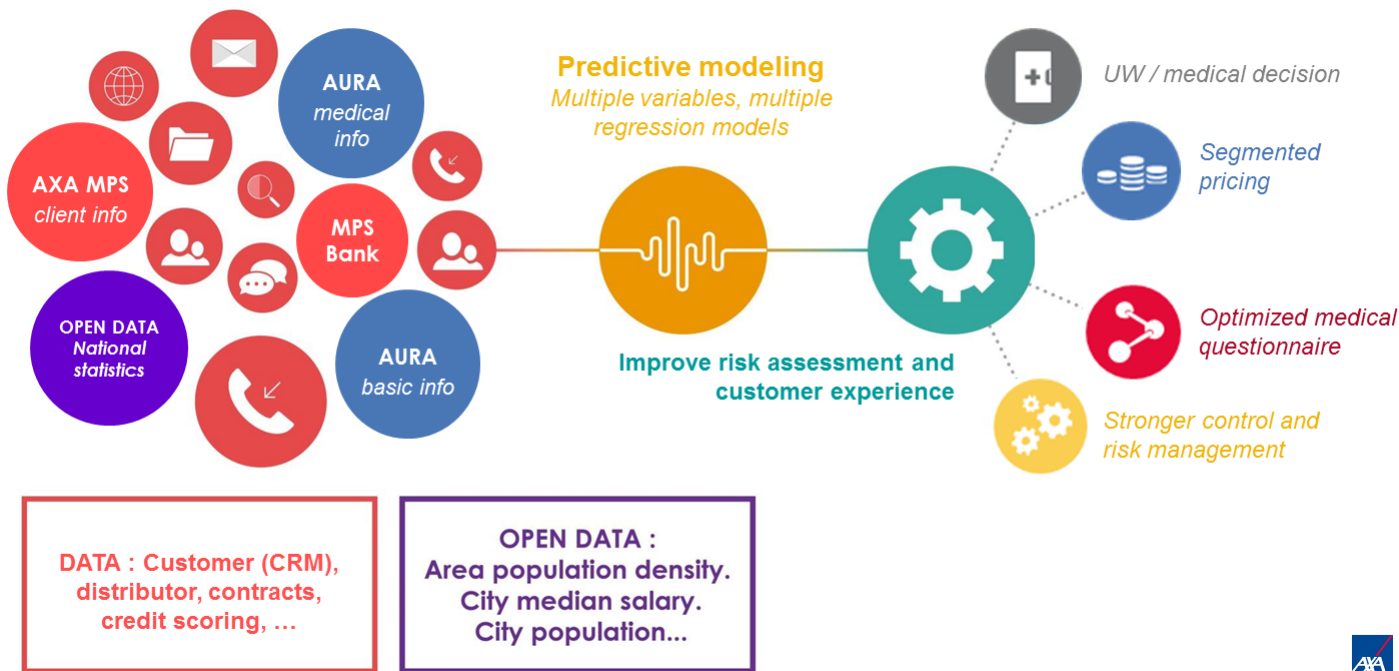 AURA
medical
info
AXA MPS
client info
MPS
Bank
OPEN DATA
National
statistics
AURA
basic info
Predictive modeling
Multiple variables, multiple
regression models
Improve risk assessment and
customer experience
UW / medical decision
Segmented
pricing
Optimized medical
questionnaire
Stronger control and
risk management
DATA : Customer (CRM),
distributor, contracts,
credit scoring, …
OPEN DATA :
Area population density.
City median salary.
City population...
AXA